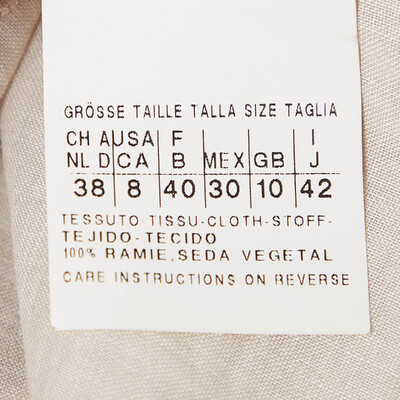 GRÖSSE TAILLE TALLA SIZE TAGLIA
CH A USA F I
NL D CA B MEX GB J
38 8 40 30 10 42
TESSUTO-TISSU-CLOTH-STOFF-
TEJIDO-TECIDO
100% RAMIE,SEDA VEGETAL
CARE INSTRUCTIONS ON REVERSE